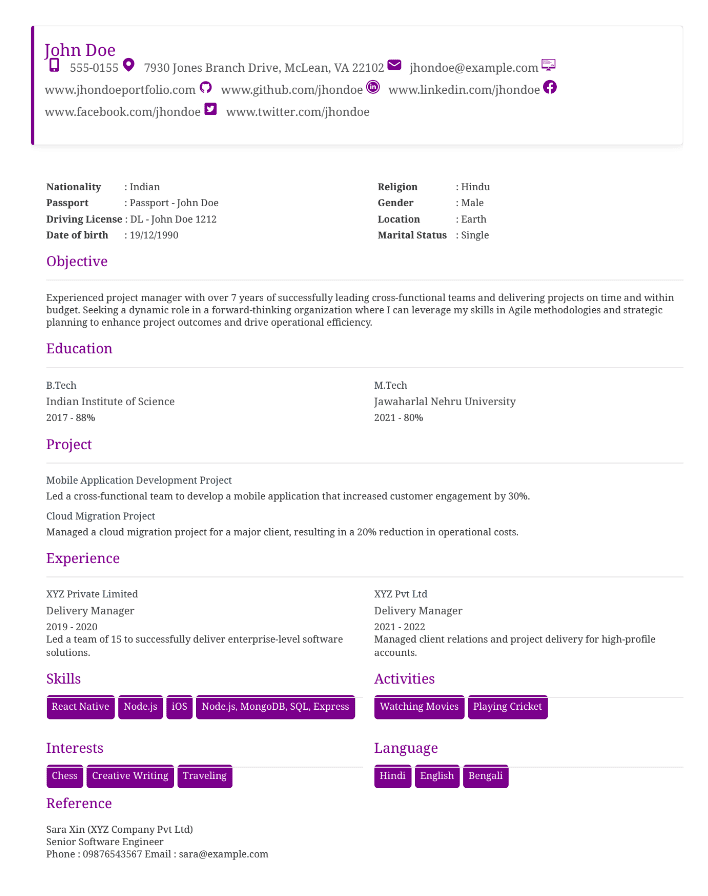 John Doe
555-0155 7930 Jones Branch Drive, McLean, VA 22102 jhondoe@example.com
www.jhondoeportfolio.com www.github.com/jhondoe www.linkedin.com/jhondoe
www.facebook.com/jhondoe www.twitter.com/jhondoe
Nationality : Indian
Passport : Passport - John Doe
Driving License : DL - John Doe 1212
Date of birth : 19/12/1990
Religion : Hindu
Gender : Male
Location : Earth
Marital Status : Single
Objective
Experienced project manager with over 7 years of successfully leading cross-functional teams and delivering projects on time and within
budget. Seeking a dynamic role in a forward-thinking organization where I can leverage my skills in Agile methodologies and strategic
planning to enhance project outcomes and drive operational efficiency.
Education
B.Tech
Indian Institute of Science
2017 - 88%
M.Tech
Jawaharlal Nehru University
2021 - 80%
Project
Mobile Application Development Project
Led a cross-functional team to develop a mobile application that increased customer engagement by 30%.
Cloud Migration Project
Managed a cloud migration project for a major client, resulting in a 20% reduction in operational costs.
Experience
XYZ Private Limited
Delivery Manager
2019 - 2020
Led a team of 15 to successfully deliver enterprise-level software
solutions.
XYZ Pvt Ltd
Delivery Manager
2021 - 2022
Managed client relations and project delivery for high-profile
accounts.
Skills
React Native Node.js iOS Node.js, MongoDB, SQL, Express
Activities
Watching Movies Playing Cricket
Interests
Chess Creative Writing Traveling
Language
Hindi English Bengali
Reference
Sara Xin (XYZ Company Pvt Ltd)
Senior Software Engineer
Phone : 09876543567 Email : sara@example.com